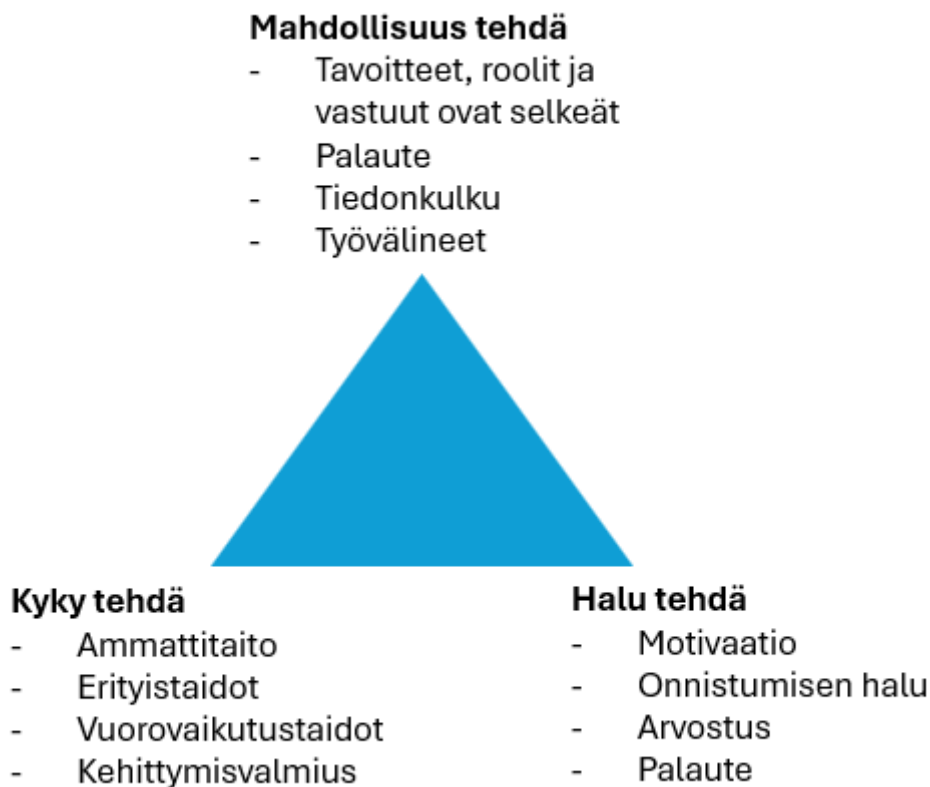 Mahdollisuus tehdä
- Tavoitteet, roolit ja
vastuut ovat selkeät
- Palaute
- Tiedonkulku
- Työvälineet
Kyky tehdä
- Ammattitaito
- Erityistaidot
- Vuorovaikutustaidot
- Kehittymisvalmius
Halu tehdä
- Motivaatio
- Onnistumisen halu
- Arvostus
- Palaute